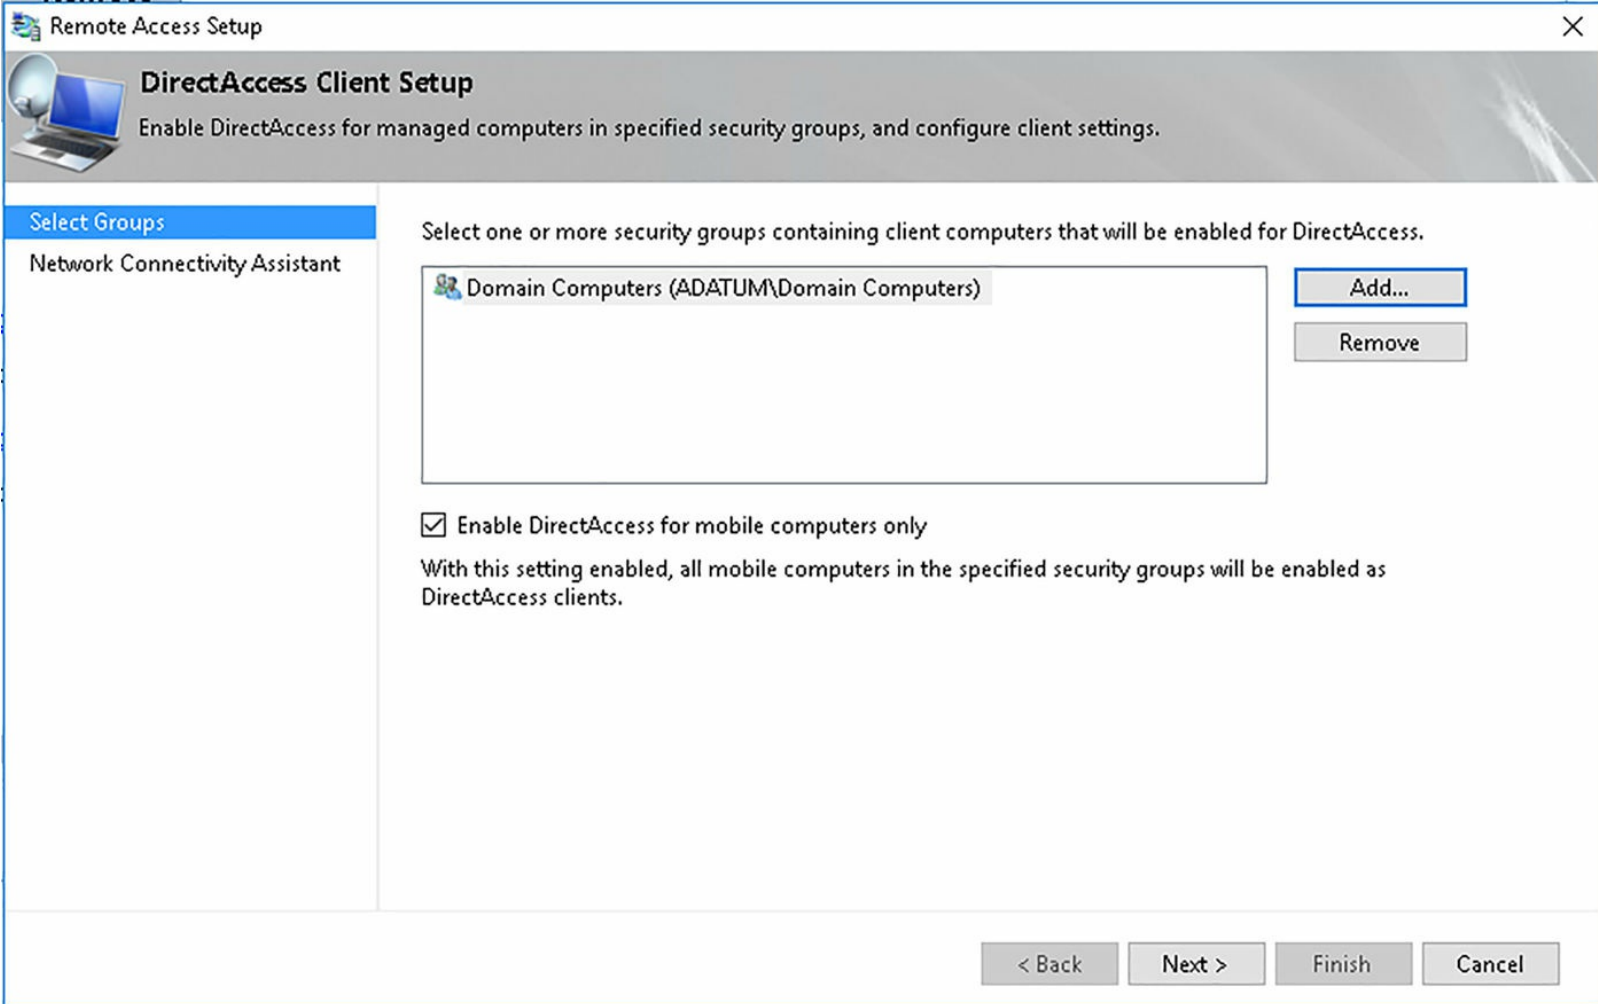 Remote Access Setup
DirectAccess Client Setup
Enable DirectAccess for managed computers in specified security groups, and configure client settings.
Select Groups
Network Connectivity Assistant
Select one or more security groups containing client computers that will be enabled for DirectAccess.
Domain Computers (ADATUM\Domain Computers)
Add...
Remove
Enable DirectAccess for mobile computers only
With this setting enabled, all mobile computers in the specified security groups will be enabled as
DirectAccess clients.
< Back
Next >
Finish
Cancel